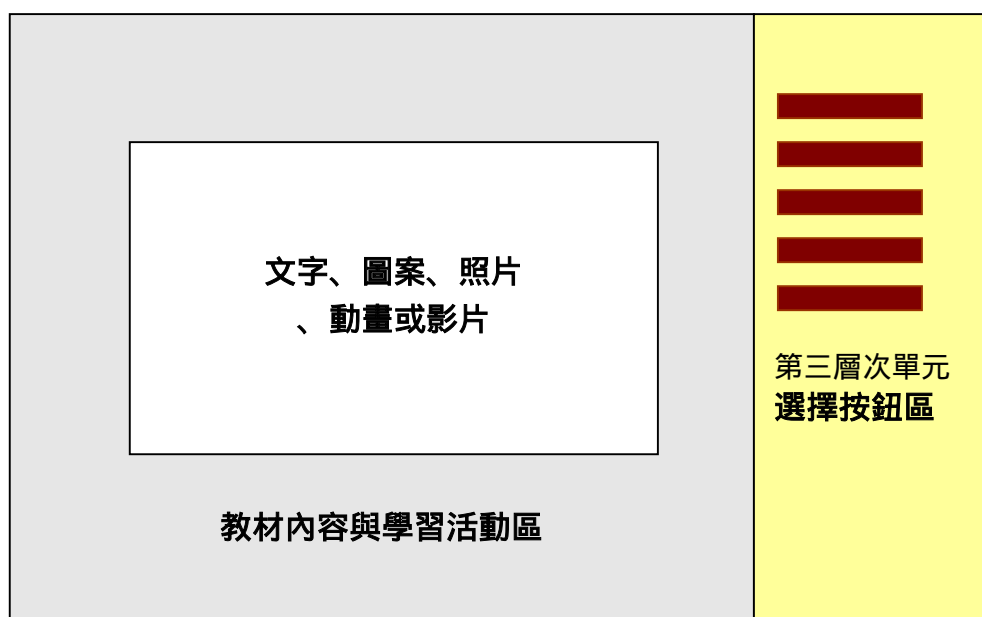 文字、圖案、照片
、動畫或影片
教材內容與學習活動區
第三層次單元
選擇按鈕區